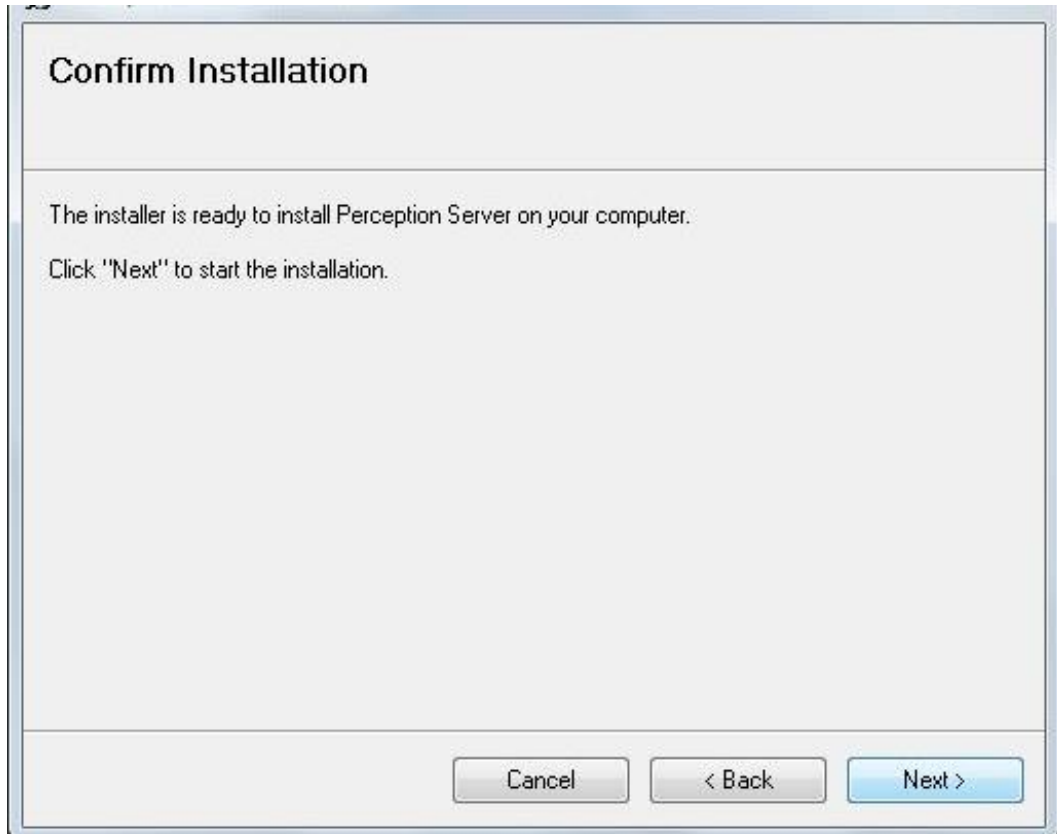 Confirm Installation
The installer is ready to install Perception Server on your computer.
Click "Next" to start the installation.
Cancel
< Back
Next >